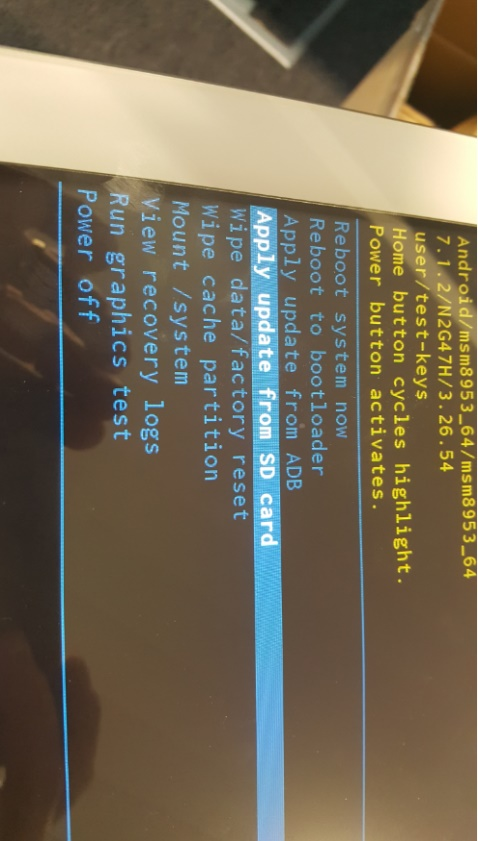 Android/msm8953_64/msm8953_64
7.1.2/N2G47H/3.26.54
user/test-keys
Home button cycles highlight.
Power button activates.
Reboot system now
Reboot to bootloader
Apply update from ADB
Apply update from SD card
Wipe data/factory reset
Wipe cache partition
Mount /system
View recovery logs
Run graphics test
Power off